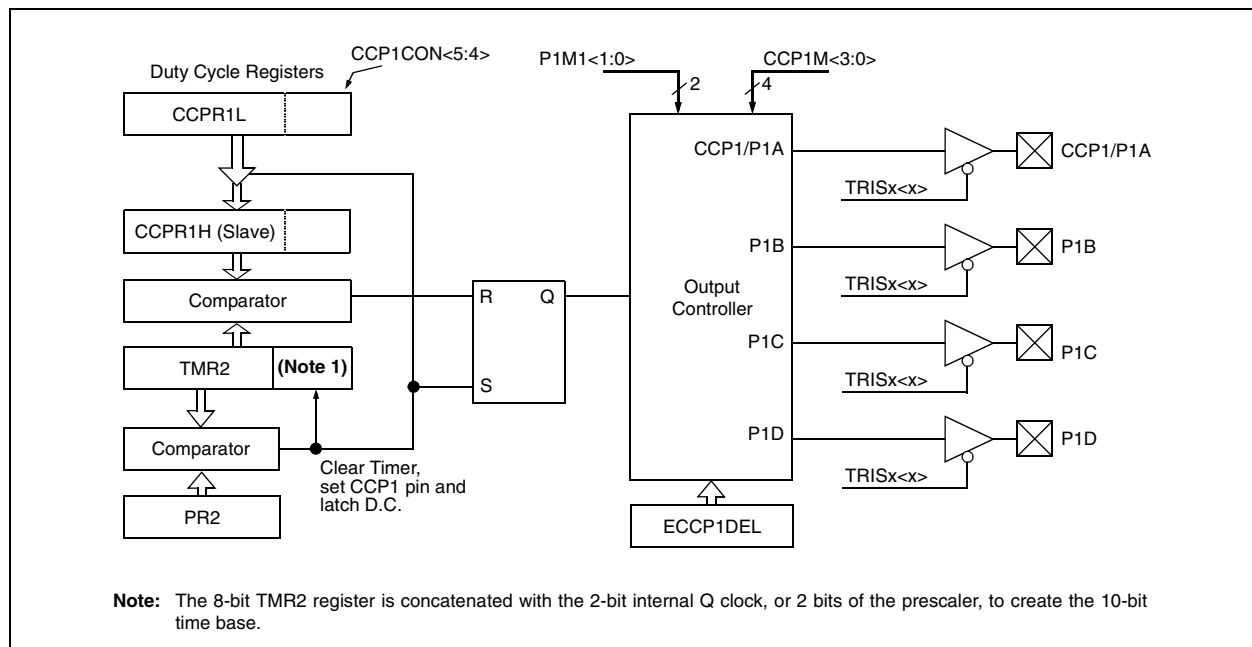 CCP1CON<5:4>
Duty Cycle Registers
CCPR1L
CCPR1H (Slave)
Comparator
TMR2
(Note 1)
Comparator
PR2
Clear Timer,
set CCP1 pin and
latch D.C.
R
Q
S
P1M1<1:0>
2
CCP1M<3:0>
4
Output
Controller
CCP1/P1A
P1B
P1C
P1D
ECCP1DEL
TRISx<x>
CCP1/P1A
TRISx<x>
P1B
TRISx<x>
P1C
TRISx<x>
P1D
Note: The 8-bit TMR2 register is concatenated with the 2-bit internal Q clock, or 2 bits of the prescaler, to create the 10-bit
time base.